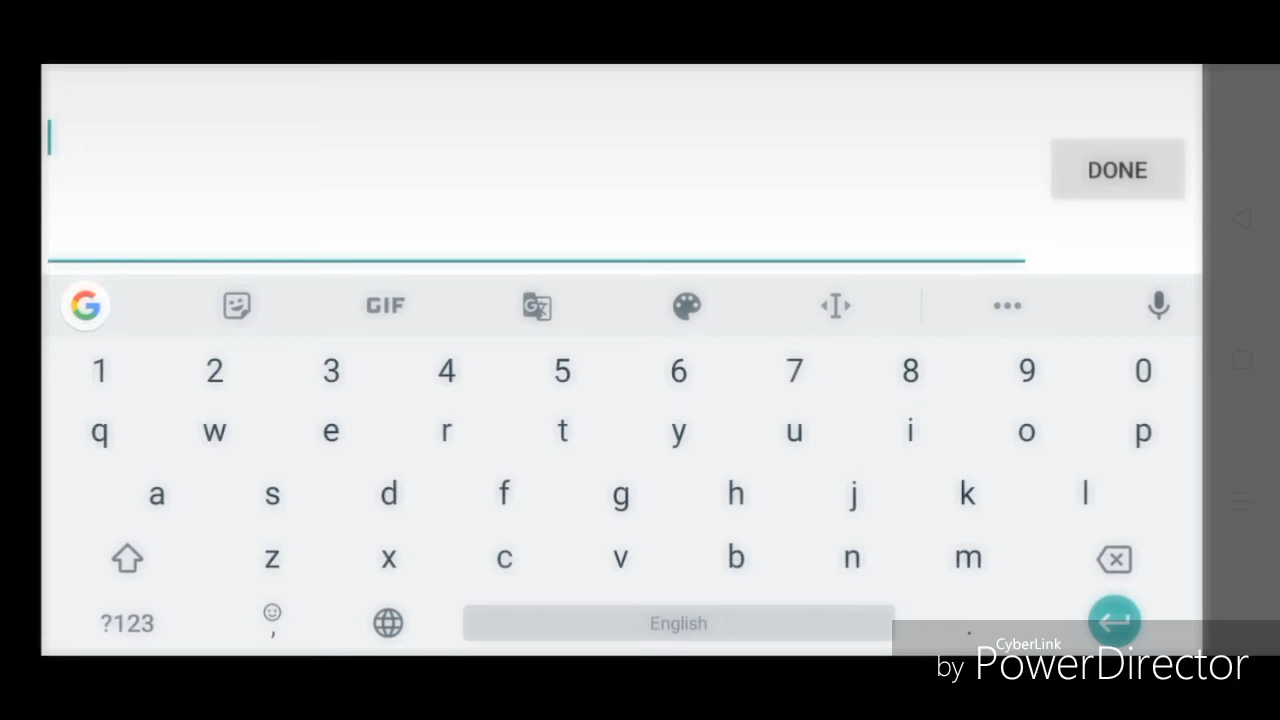 DONE
G GIF G
1 2 3 4 5 6 7 8 9 0
q w e r t y u i o p
a s d f g h j k l
z x c v b n m
?123 , English .
CyberLink
by PowerDirector